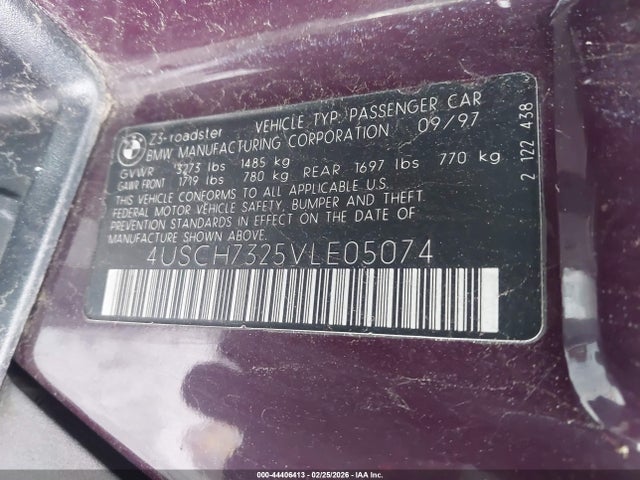 BMW
Z3-roadster VEHICLE TYP. PASSENGER CAR
BMW MANUFACTURING CORPORATION 09/97
GVWR 3273 lbs 1485 kg
GAWR FRONT 1719 lbs 780 kg REAR 1697 lbs 770 kg
THIS VEHICLE CONFORMS TO ALL APPLICABLE U.S.
FEDERAL MOTOR VEHICLE SAFETY, BUMPER AND THEFT
PREVENTION STANDARDS IN EFFECT ON THE DATE OF
MANUFACTURE SHOWN ABOVE.
4USCH7325VLE05074
2 122 438
000-44406413 - 02/25/2026 - IAA Inc.